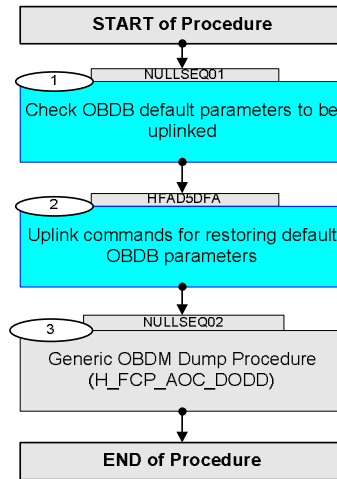 START of Procedure
NULLSEQ01
1
Check OBDB default parameters to be
uplinked
HFAD5DFA
2
Uplink commands for restoring default
OBDB parameters
NULLSEQ02
3
Generic OBDM Dump Procedure
(H_FCP_AOC_DODD)
END of Procedure